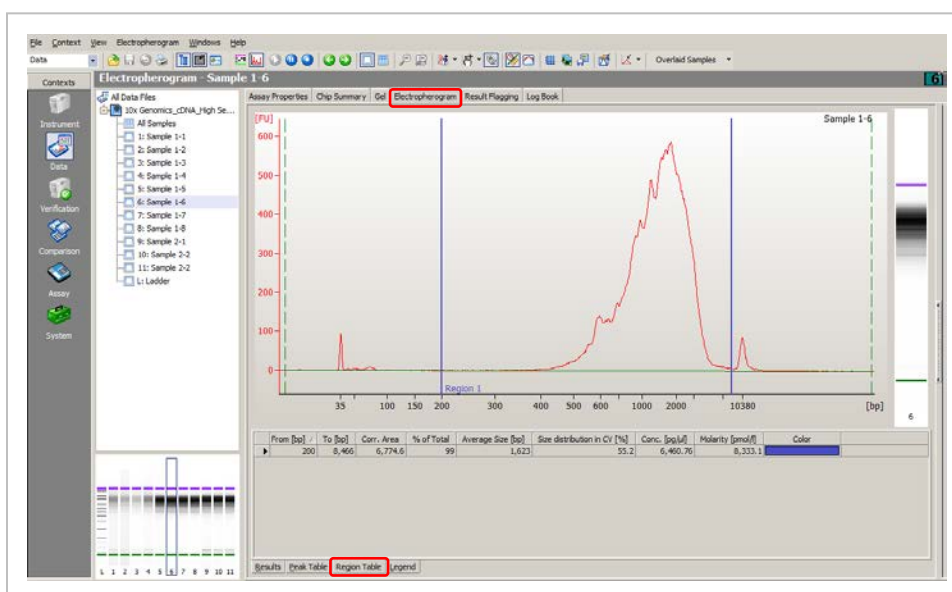 File Context View Electropherogram Windows Help
Data Overlaid Samples
Contexts Electropherogram - Sample 1-6 [6]
Instrument
Data
Verification
Comparison
Assay
System
All Data Files
10x Genomics_cDNA_High Se...
All Samples
1: Sample 1-1
2: Sample 1-2
3: Sample 1-3
4: Sample 1-4
5: Sample 1-5
6: Sample 1-6
7: Sample 1-7
8: Sample 1-8
9: Sample 2-1
10: Sample 2-2
11: Sample 2-2
L: Ladder
Assay Properties Chip Summary Gel Electropherogram Result Flagging Log Book
[FU] Sample 1-6
600
500
400
300
200
100
0
Region 1
35 100 150 200 300 400 500 600 1000 2000 10380 [bp]
6
From [bp] To [bp] Corr. Area % of Total Average Size [bp] Size distribution in CV [%] Conc. [pg/µl] Molarity [pmol/l] Color
200 8,466 6,774.6 99 1,623 55.2 6,460.76 8,333.1
L 1 2 3 4 5 6 7 8 9 10 11
Results Peak Table Region Table Legend